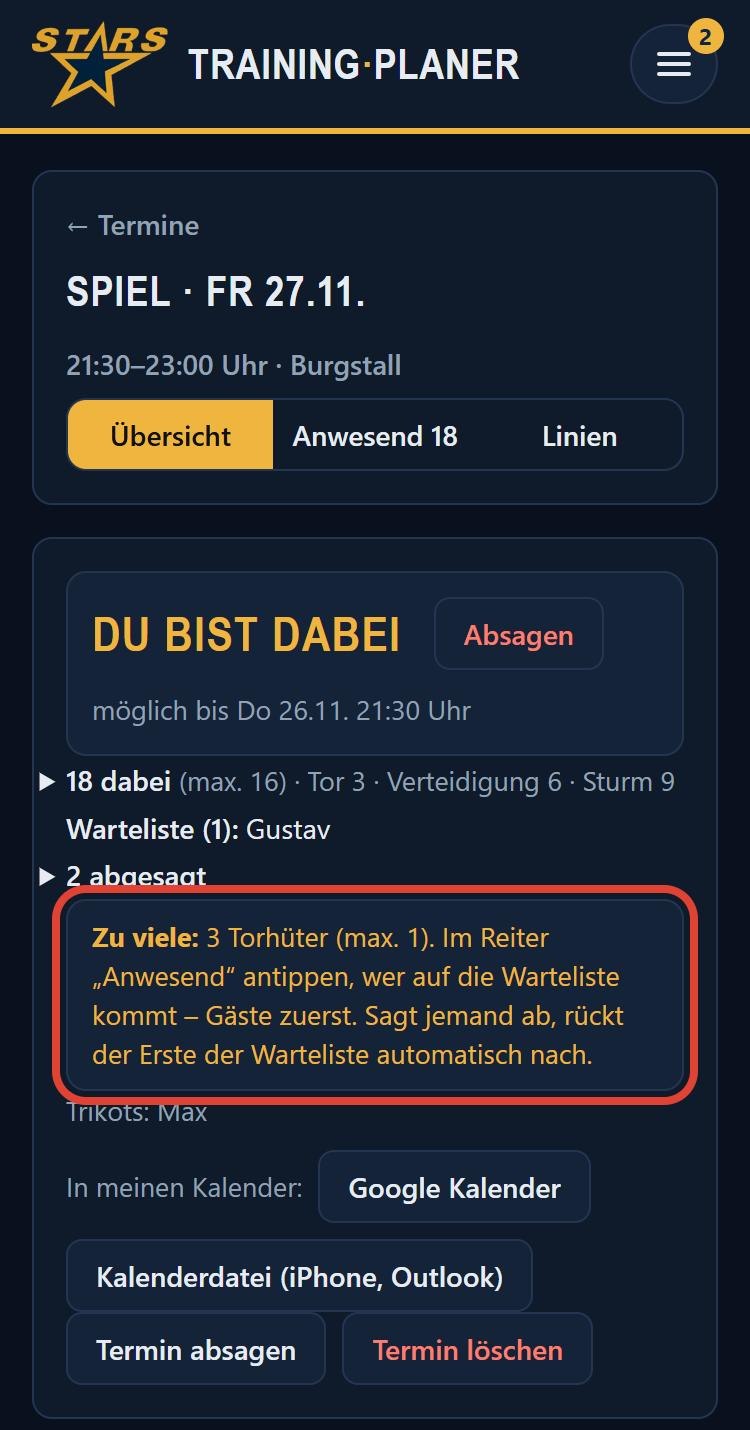 STARS
TRAINING·PLANER
2
← Termine
SPIEL · FR 27.11.
21:30–23:00 Uhr · Burgstall
Übersicht
Anwesend 18
Linien
DU BIST DABEI
Absagen
möglich bis Do 26.11. 21:30 Uhr
18 dabei (max. 16) · Tor 3 · Verteidigung 6 · Sturm 9
Warteliste (1): Gustav
2 abgesagt
Zu viele: 3 Torhüter (max. 1). Im Reiter
„Anwesend“ antippen, wer auf die Warteliste
kommt – Gäste zuerst. Sagt jemand ab, rückt
der Erste der Warteliste automatisch nach.
Trikots: Max
In meinen Kalender:
Google Kalender
Kalenderdatei (iPhone, Outlook)
Termin absagen
Termin löschen